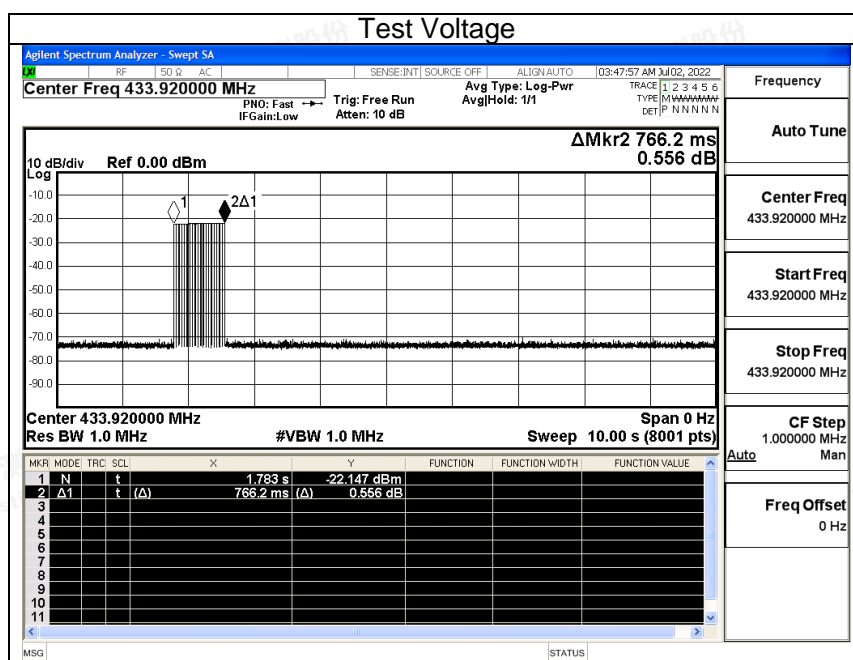 Test Voltage
Agilent Spectrum Analyzer - Swept SA
LXI RF 50 Ω AC SENSE:INT SOURCE OFF ALIGN AUTO 03:47:57 AM Jul 02, 2022
Center Freq 433.920000 MHz
PNO: Fast
IFGain:Low
Trig: Free Run
Atten: 10 dB
Avg Type: Log-Pwr
Avg|Hold: 1/1
TRACE 1 2 3 4 5 6
TYPE M WWWWW
DET P N N N N N
ΔMkr2 766.2 ms
0.556 dB
10 dB/div Ref 0.00 dBm
Log
-10.0
-20.0
-30.0
-40.0
-50.0
-60.0
-70.0
-80.0
-90.0
1
2Δ1
Center 433.920000 MHz Span 0 Hz
Res BW 1.0 MHz #VBW 1.0 MHz Sweep 10.00 s (8001 pts)
MKR MODE TRC SCL X Y FUNCTION FUNCTION WIDTH FUNCTION VALUE
1 N t 1.783 s -22.147 dBm
2 Δ1 t (Δ) 766.2 ms (Δ) 0.556 dB
3
4
5
6
7
8
9
10
11
MSG STATUS
Frequency
Auto Tune
Center Freq
433.920000 MHz
Start Freq
433.920000 MHz
Stop Freq
433.920000 MHz
CF Step
1.000000 MHz
Auto Man
Freq Offset
0 Hz